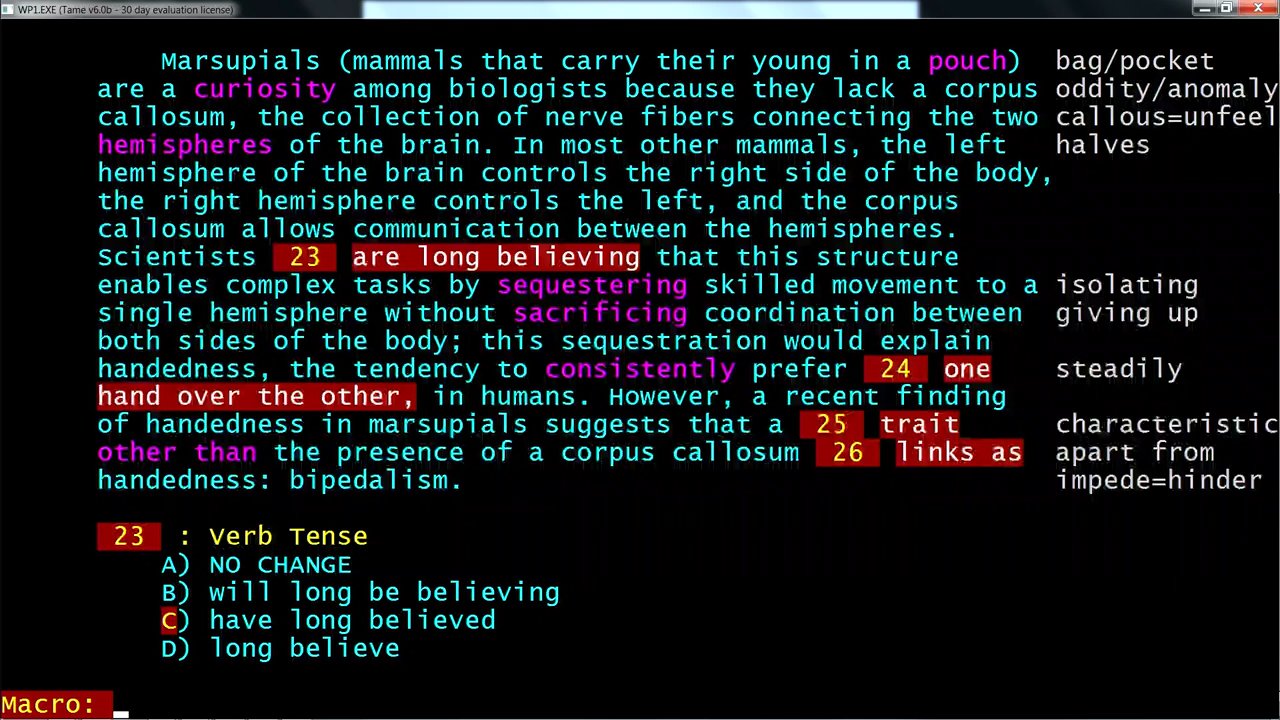 WP1.EXE (Tame v6.0b - 30 day evaluation license)
Marsupials (mammals that carry their young in a pouch) bag/pocket
are a curiosity among biologists because they lack a corpus oddity/anomaly
callosum, the collection of nerve fibers connecting the two callous=unfeel
hemispheres of the brain. In most other mammals, the left halves
hemisphere of the brain controls the right side of the body,
the right hemisphere controls the left, and the corpus
callosum allows communication between the hemispheres.
Scientists 23 are long believing that this structure
enables complex tasks by sequestering skilled movement to a isolating
single hemisphere without sacrificing coordination between giving up
both sides of the body; this sequestration would explain
handedness, the tendency to consistently prefer 24 one steadily
hand over the other, in humans. However, a recent finding
of handedness in marsupials suggests that a 25 trait characteristic
other than the presence of a corpus callosum 26 links as apart from
handedness: bipedalism. impede=hinder
23 : Verb Tense
A) NO CHANGE
B) will long be believing
C) have long believed
D) long believe
Macro: